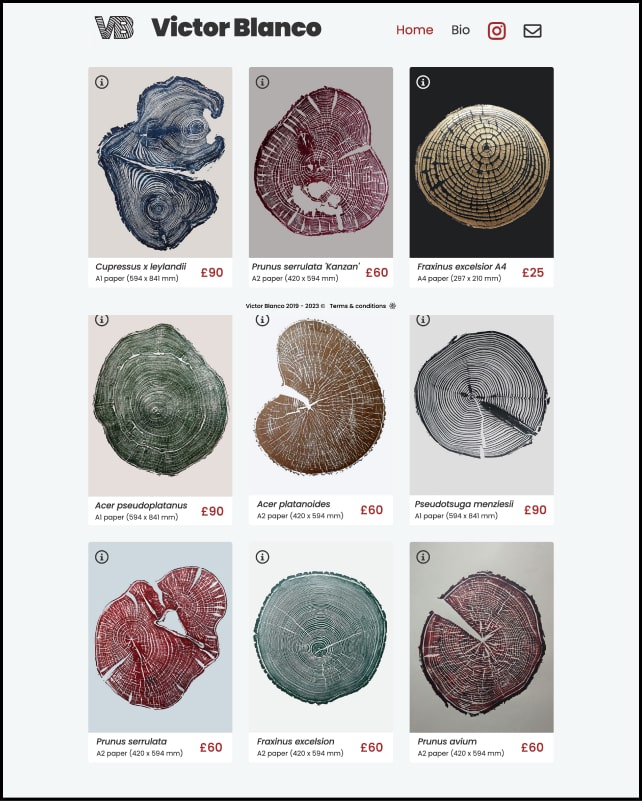 VB Victor Blanco
Home Bio
Cupressus x leylandii
A1 paper (594 x 841 mm)
£90
Prunus serrulata 'Kanzan'
A2 paper (420 x 594 mm)
£60
Fraxinus excelsior A4
A4 paper (297 x 210 mm)
£25
Victor Blanco 2019 - 2023 © Terms & conditions
Acer pseudoplatanus
A1 paper (594 x 841 mm)
£90
Acer platanoides
A2 paper (420 x 594 mm)
£60
Pseudotsuga menziesii
A1 paper (594 x 841 mm)
£90
Prunus serrulata
A2 paper (420 x 594 mm)
£60
Fraxinus excelsion
A2 paper (420 x 594 mm)
£60
Prunus avium
A2 paper (420 x 594 mm)
£60